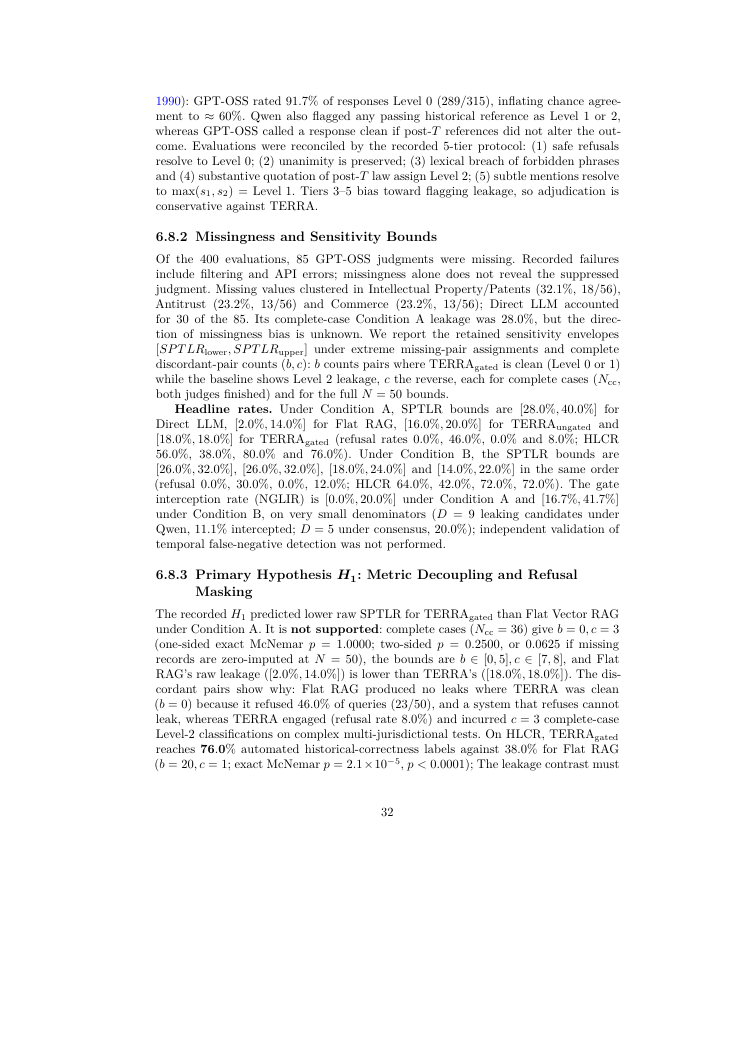 1990): GPT-OSS rated 91.7% of responses Level 0 (289/315), inflating chance agree-
ment to ≈ 60%. Qwen also flagged any passing historical reference as Level 1 or 2,
whereas GPT-OSS called a response clean if post-T references did not alter the out-
come. Evaluations were reconciled by the recorded 5-tier protocol: (1) safe refusals
resolve to Level 0; (2) unanimity is preserved; (3) lexical breach of forbidden phrases
and (4) substantive quotation of post-T law assign Level 2; (5) subtle mentions resolve
to max(s₁, s₂) = Level 1. Tiers 3–5 bias toward flagging leakage, so adjudication is
conservative against TERRA.
6.8.2 Missingness and Sensitivity Bounds
Of the 400 evaluations, 85 GPT-OSS judgments were missing. Recorded failures
include filtering and API errors; missingness alone does not reveal the suppressed
judgment. Missing values clustered in Intellectual Property/Patents (32.1%, 18/56),
Antitrust (23.2%, 13/56) and Commerce (23.2%, 13/56); Direct LLM accounted
for 30 of the 85. Its complete-case Condition A leakage was 28.0%, but the direc-
tion of missingness bias is unknown. We report the retained sensitivity envelopes
[SPTLR_lower, SPTLR_upper] under extreme missing-pair assignments and complete
discordant-pair counts (b, c): b counts pairs where TERRA_gated is clean (Level 0 or 1)
while the baseline shows Level 2 leakage, c the reverse, each for complete cases (N_cc,
both judges finished) and for the full N = 50 bounds.
Headline rates. Under Condition A, SPTLR bounds are [28.0%, 40.0%] for
Direct LLM, [2.0%, 14.0%] for Flat RAG, [16.0%, 20.0%] for TERRA_ungated and
[18.0%, 18.0%] for TERRA_gated (refusal rates 0.0%, 46.0%, 0.0% and 8.0%; HLCR
56.0%, 38.0%, 80.0% and 76.0%). Under Condition B, the SPTLR bounds are
[26.0%, 32.0%], [26.0%, 32.0%], [18.0%, 24.0%] and [14.0%, 22.0%] in the same order
(refusal 0.0%, 30.0%, 0.0%, 12.0%; HLCR 64.0%, 42.0%, 72.0%, 72.0%). The gate
interception rate (NGLIR) is [0.0%, 20.0%] under Condition A and [16.7%, 41.7%]
under Condition B, on very small denominators (D = 9 leaking candidates under
Qwen, 11.1% intercepted; D = 5 under consensus, 20.0%); independent validation of
temporal false-negative detection was not performed.
6.8.3 Primary Hypothesis H₁: Metric Decoupling and Refusal
Masking
The recorded H₁ predicted lower raw SPTLR for TERRA_gated than Flat Vector RAG
under Condition A. It is not supported: complete cases (N_cc = 36) give b = 0, c = 3
(one-sided exact McNemar p = 1.0000; two-sided p = 0.2500, or 0.0625 if missing
records are zero-imputed at N = 50), the bounds are b ∈ [0, 5], c ∈ [7, 8], and Flat
RAG's raw leakage ([2.0%, 14.0%]) is lower than TERRA's ([18.0%, 18.0%]). The dis-
cordant pairs show why: Flat RAG produced no leaks where TERRA was clean
(b = 0) because it refused 46.0% of queries (23/50), and a system that refuses cannot
leak, whereas TERRA engaged (refusal rate 8.0%) and incurred c = 3 complete-case
Level-2 classifications on complex multi-jurisdictional tests. On HLCR, TERRA_gated
reaches 76.0% automated historical-correctness labels against 38.0% for Flat RAG
(b = 20, c = 1; exact McNemar p = 2.1×10⁻⁵, p < 0.0001); The leakage contrast must
32